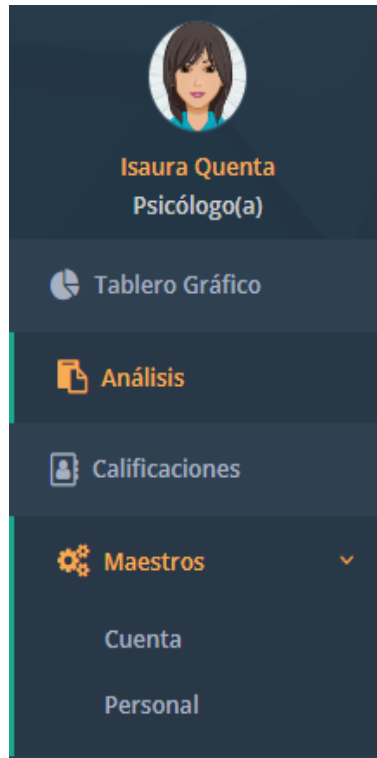 Isaura Quenta
Psicólogo(a)
Tablero Gráfico
Análisis
Calificaciones
Maestros
Cuenta
Personal